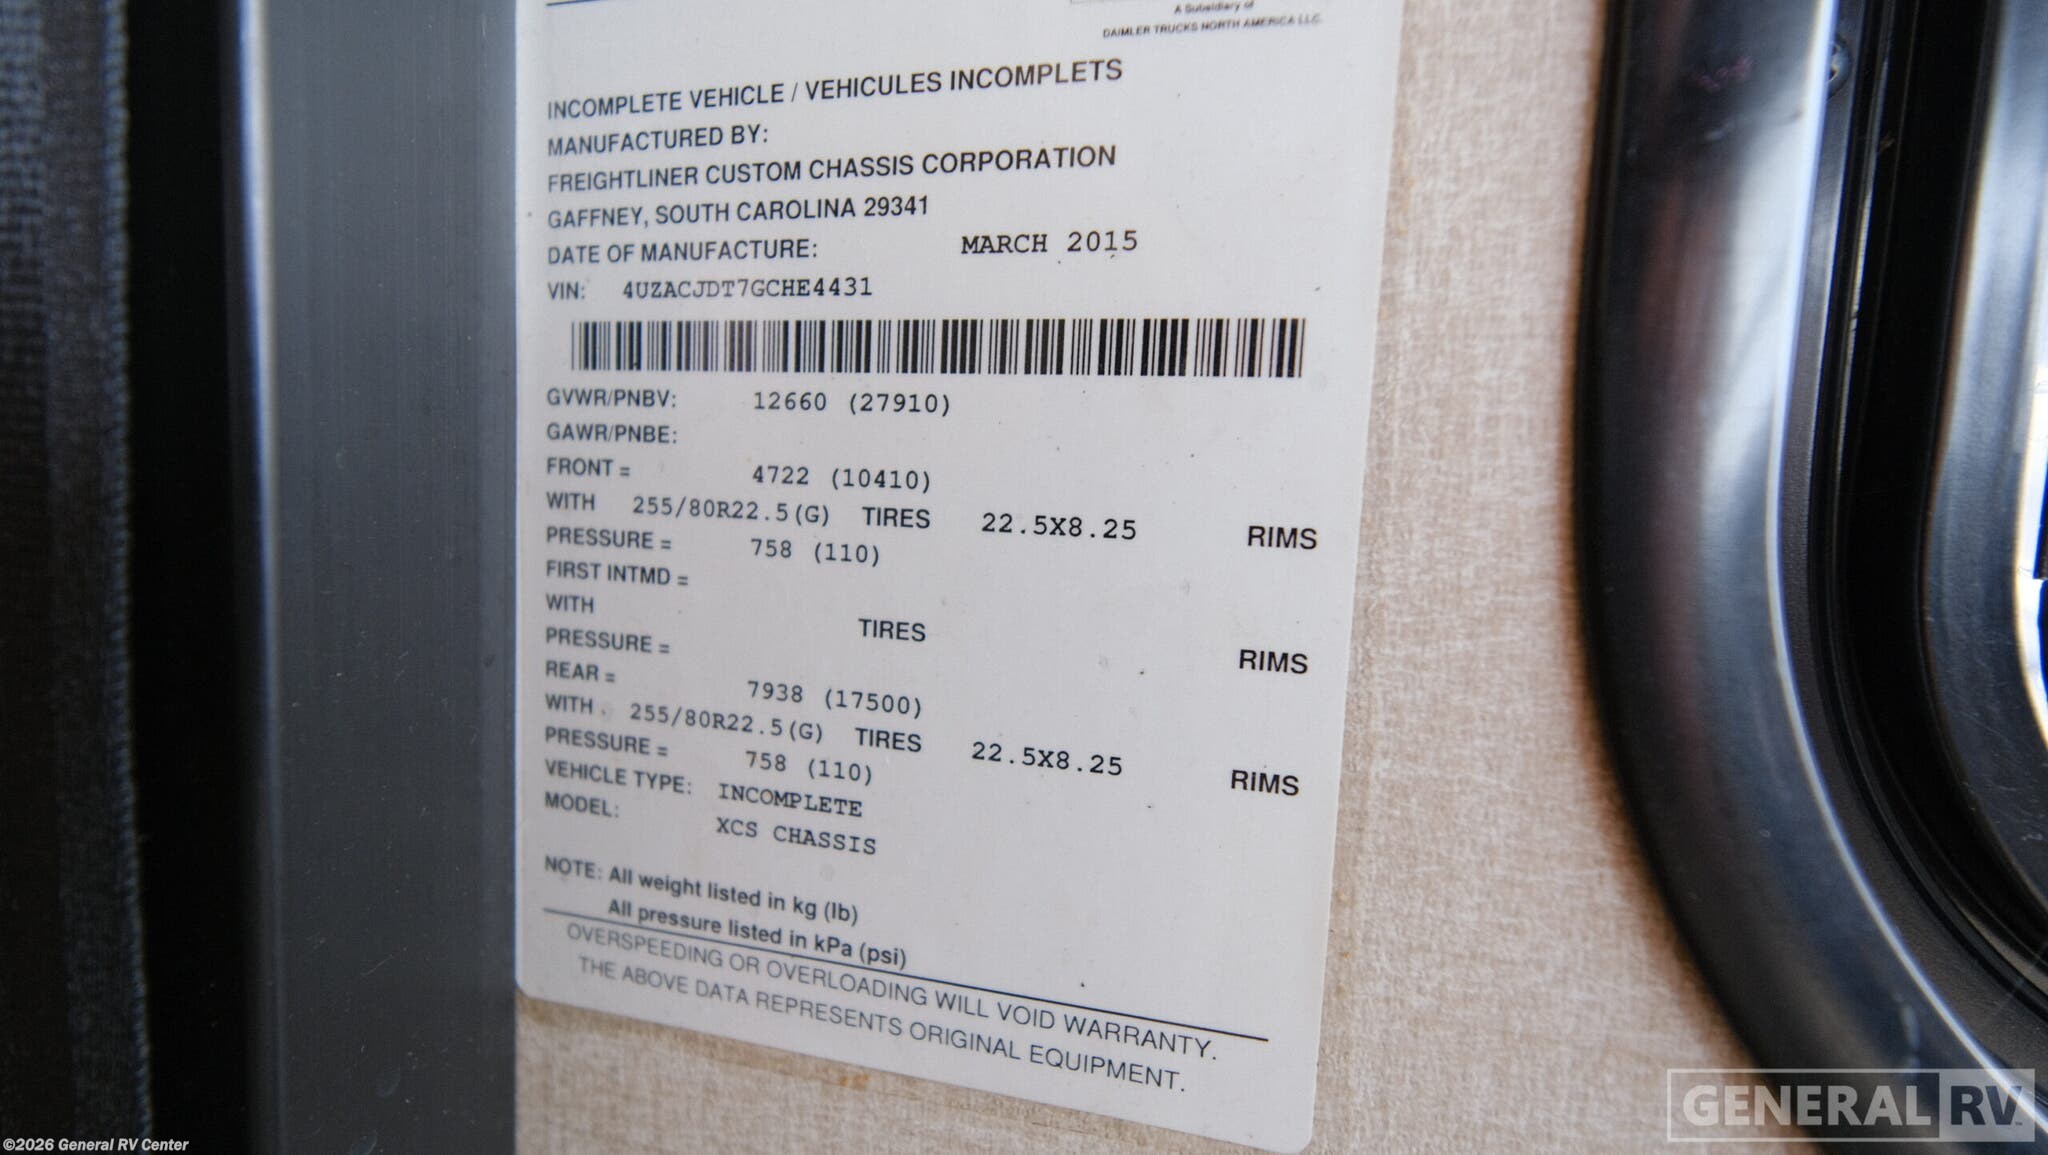 A Subsidiary of
DAIMLER TRUCKS NORTH AMERICA LLC.
INCOMPLETE VEHICLE / VEHICULES INCOMPLETS
MANUFACTURED BY:
FREIGHTLINER CUSTOM CHASSIS CORPORATION
GAFFNEY, SOUTH CAROLINA 29341
DATE OF MANUFACTURE: MARCH 2015
VIN: 4UZACJDT7GCHE4431
GVWR/PNBV: 12660 (27910)
GAWR/PNBE:
FRONT = 4722 (10410)
WITH 255/80R22.5(G) TIRES 22.5X8.25 RIMS
PRESSURE = 758 (110)
FIRST INTMD =
WITH TIRES RIMS
PRESSURE =
REAR = 7938 (17500)
WITH 255/80R22.5(G) TIRES 22.5X8.25 RIMS
PRESSURE = 758 (110)
VEHICLE TYPE: INCOMPLETE
MODEL: XCS CHASSIS
NOTE: All weight listed in kg (lb)
All pressure listed in kPa (psi)
OVERSPEEDING OR OVERLOADING WILL VOID WARRANTY.
THE ABOVE DATA REPRESENTS ORIGINAL EQUIPMENT.
GENERAL RV
©2026 General RV Center